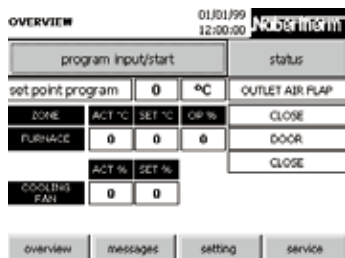 OVERVIEW 01/01/99 12:00:00 Nabertherm
program input/start status
set point program 0 °C OUTLET AIR FLAP
ZONE ACT °C SET °C OP % CLOSE
FURNACE 0 0 0 DOOR
ACT % SET % CLOSE
COOLING FAN 0 0
overview messages setting service